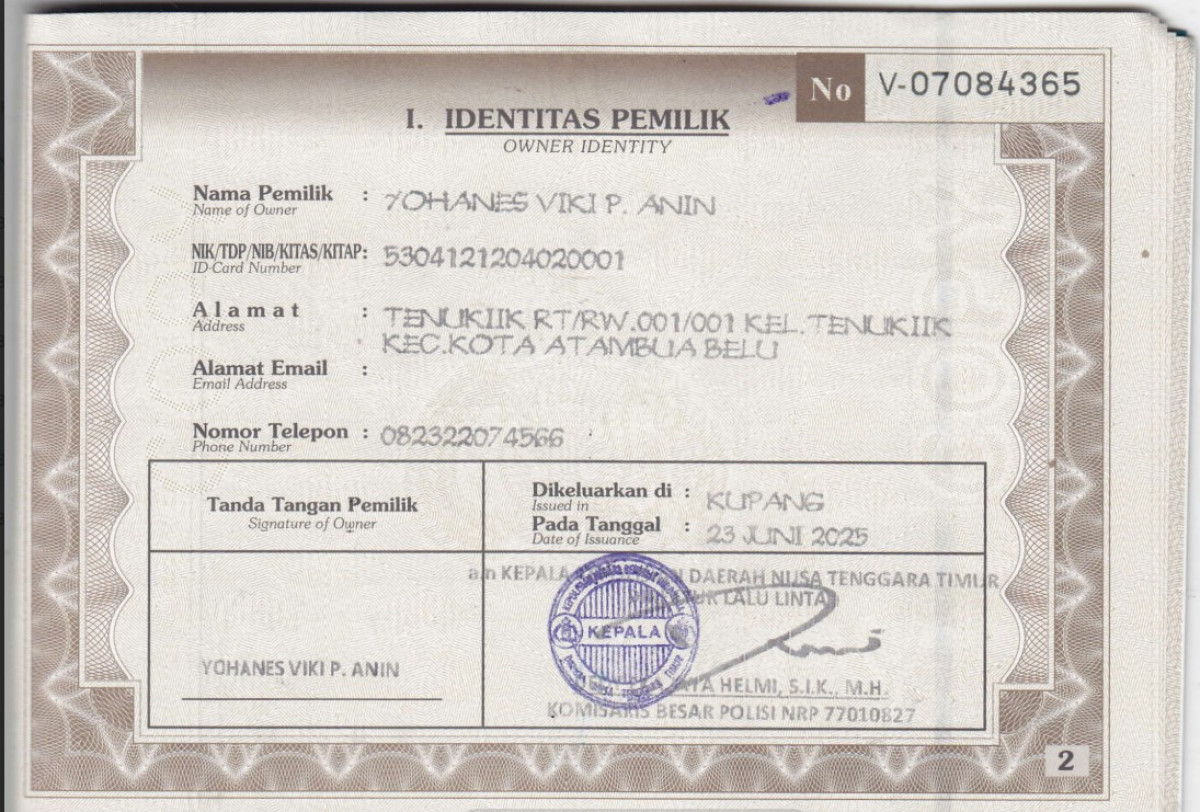 No V-07084365
I. IDENTITAS PEMILIK
OWNER IDENTITY
Nama Pemilik : YOHANES VIKI P. ANIN
Name of Owner
NIK/TDP/NIB/KITAS/KITAP: 5304121204020001
ID-Card Number
Alamat : TENUKIIK RT/RW.001/001 KEL.TENUKIIK
Address
KEC.KOTA ATAMBUA BELU
Alamat Email :
Email Address
Nomor Telepon : 082322074566
Phone Number
Tanda Tangan Pemilik
Signature of Owner
Dikeluarkan di : KUPANG
Issued in
Pada Tanggal : 23 JUNI 2025
Date of Issuance
a.n KEPALA DAERAH NUSA TENGGARA TIMUR
LALU LINTAS
KEPALA
YOHANES VIKI P. ANIN
HELMI, S.I.K., M.H.
KOMISARIS BESAR POLISI NRP 77010827
2